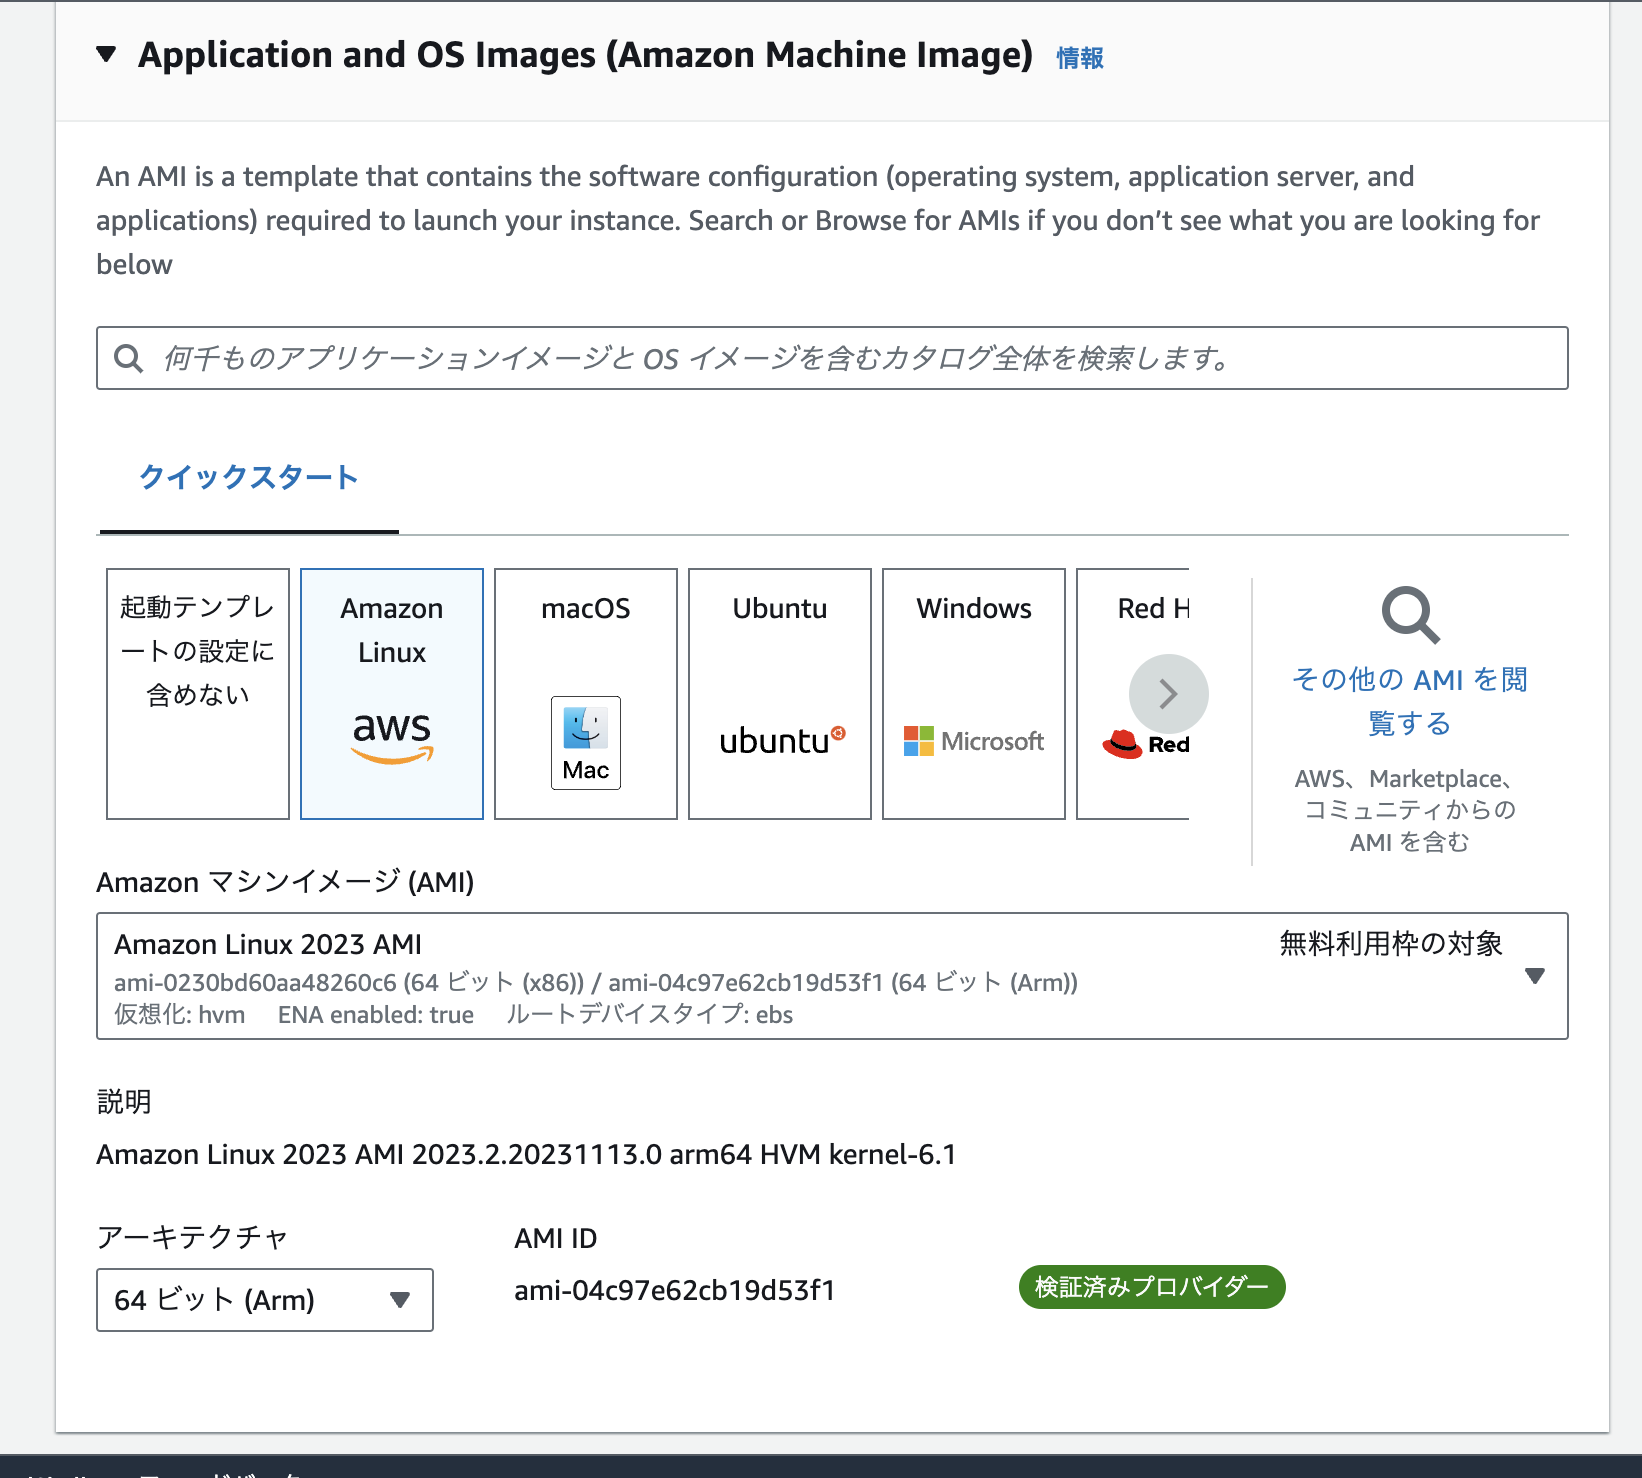 Application and OS Images (Amazon Machine Image) 情報
An AMI is a template that contains the software configuration (operating system, application server, and
applications) required to launch your instance. Search or Browse for AMIs if you don’t see what you are looking for
below
何千ものアプリケーションイメージと OS イメージを含むカタログ全体を検索します。
クイックスタート
起動テンプレ
ートの設定に
含めない
Amazon
Linux
aws
macOS
Mac
Ubuntu
ubuntu
Windows
Microsoft
Red H
Red
その他の AMI を閲
覧する
AWS、Marketplace、
コミュニティからの
AMI を含む
Amazon マシンイメージ (AMI)
Amazon Linux 2023 AMI 無料利用枠の対象
ami-0230bd60aa48260c6 (64 ビット (x86)) / ami-04c97e62cb19d53f1 (64 ビット (Arm))
仮想化: hvm ENA enabled: true ルートデバイスタイプ: ebs
説明
Amazon Linux 2023 AMI 2023.2.20231113.0 arm64 HVM kernel-6.1
アーキテクチャ
64 ビット (Arm)
AMI ID
ami-04c97e62cb19d53f1
検証済みプロバイダー